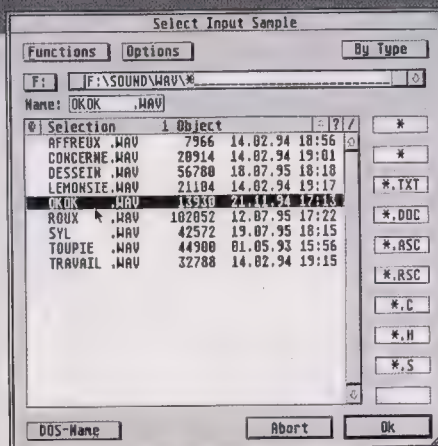 Select Input Sample
Functions Options By Type
F: F:\SOUND\WAV\*
Name: OKOK .WAV
Selection 1 Object ? /
AFFREUX .WAV 7966 14.02.94 18:56
CONCERNE.WAV 20914 14.02.94 19:01
DESSEIN .WAV 56780 18.07.95 18:18
LEMONSIE.WAV 21104 14.02.94 19:17
OKOK .WAV 13930 21.11.94 17:13
ROUX .WAV 102052 12.07.95 17:22
SYL .WAV 42572 19.07.95 18:15
TOUPIE .WAV 44900 01.05.93 15:56
TRAVAIL .WAV 32788 14.02.94 19:15
*
*
*.TXT
*.DOC
*.ASC
*.RSC
*.C
*.H
*.S
DOS-Name Abort Ok